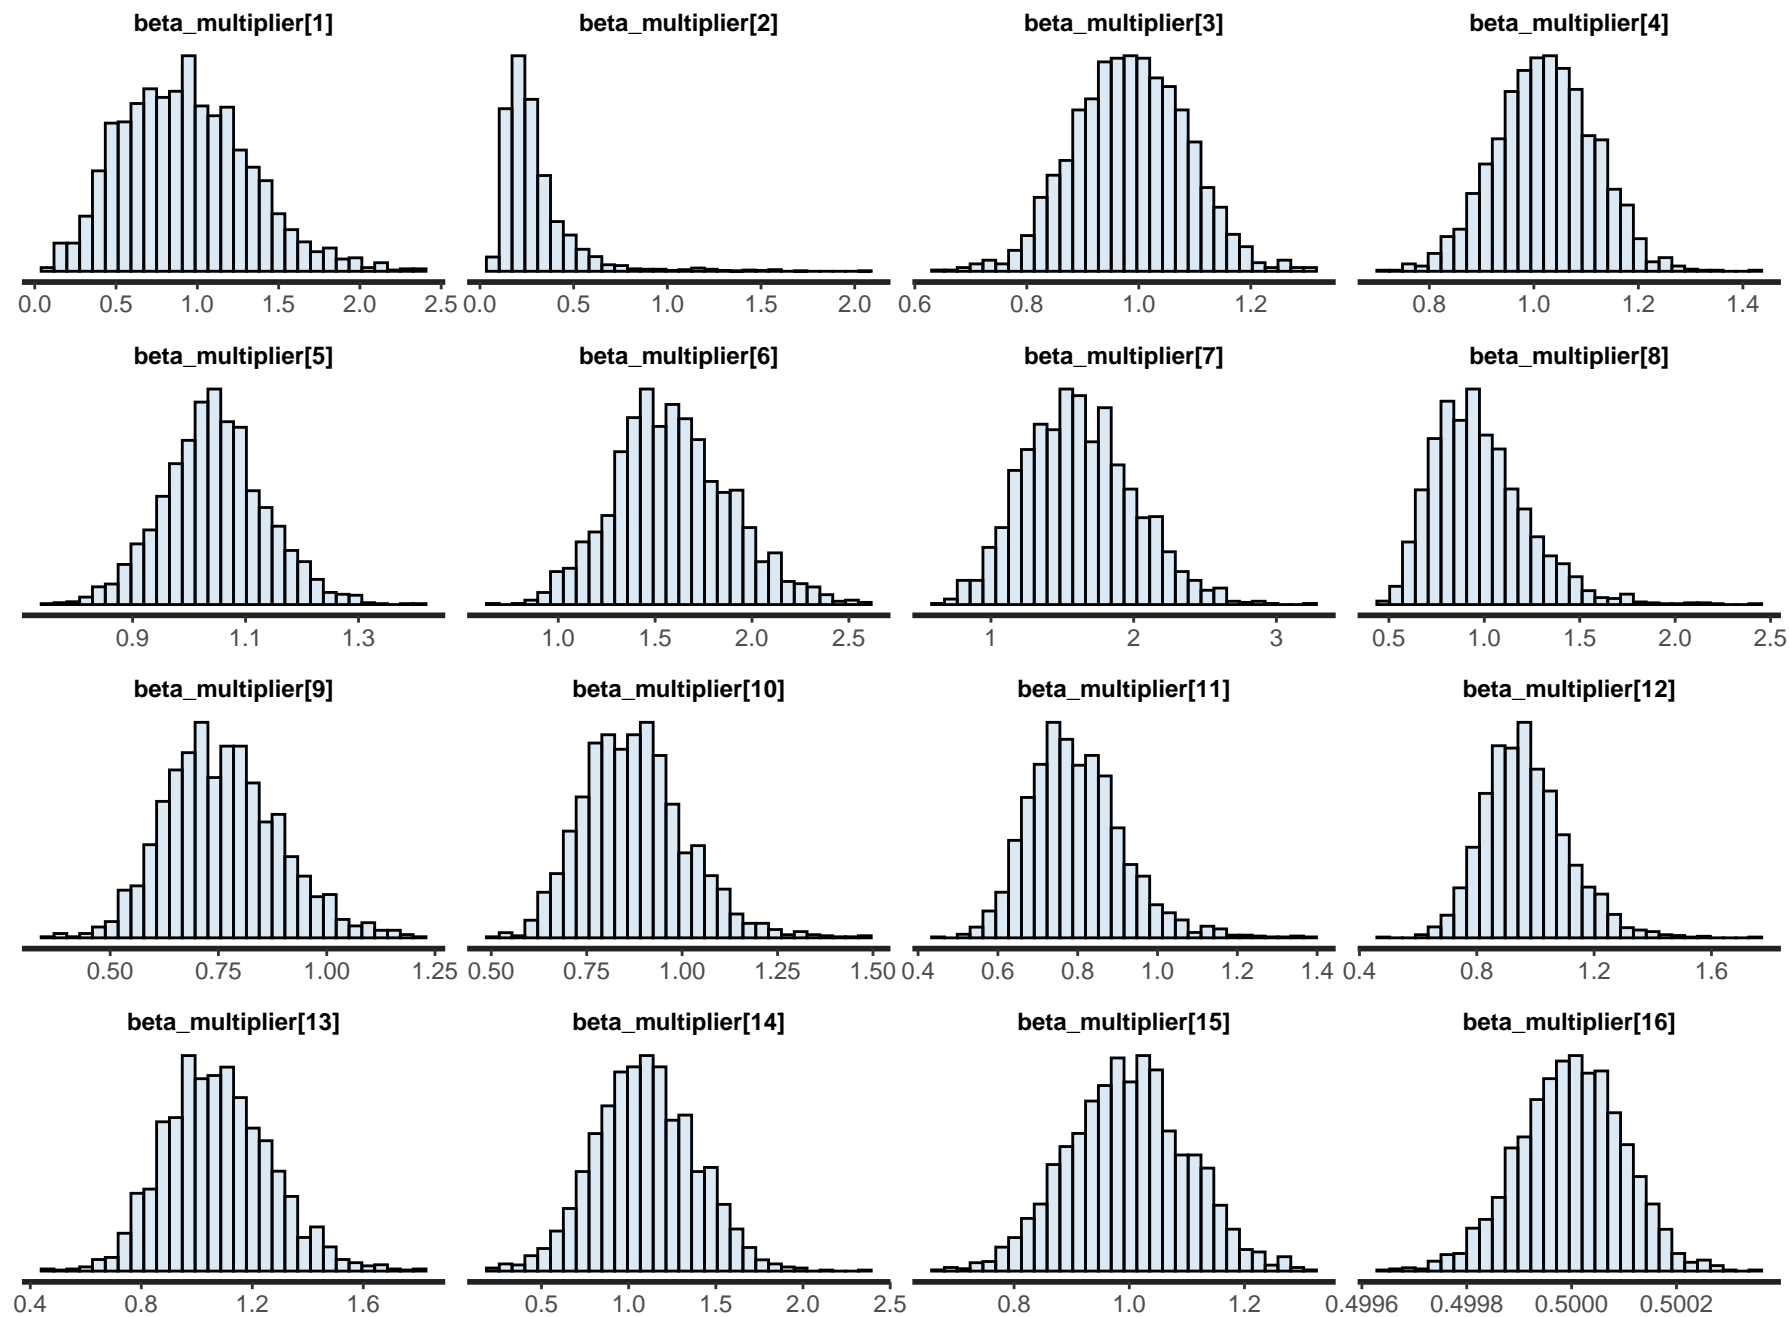 beta_multiplier[1] beta_multiplier[2] beta_multiplier[3] beta_multiplier[4]
0.0 0.5 1.0 1.5 2.0 2.5 0.0 0.5 1.0 1.5 2.0 0.6 0.8 1.0 1.2 0.8 1.0 1.2 1.4
beta_multiplier[5] beta_multiplier[6] beta_multiplier[7] beta_multiplier[8]
0.9 1.1 1.3 1.0 1.5 2.0 2.5 1 2 3 0.5 1.0 1.5 2.0 2.5
beta_multiplier[9] beta_multiplier[10] beta_multiplier[11] beta_multiplier[12]
0.50 0.75 1.00 1.25 0.50 0.75 1.00 1.25 1.50 0.4 0.6 0.8 1.0 1.2 1.4 0.4 0.8 1.2 1.6
beta_multiplier[13] beta_multiplier[14] beta_multiplier[15] beta_multiplier[16]
0.4 0.8 1.2 1.6 0.5 1.0 1.5 2.0 2.5 0.8 1.0 1.2 0.4996 0.4998 0.5000 0.5002